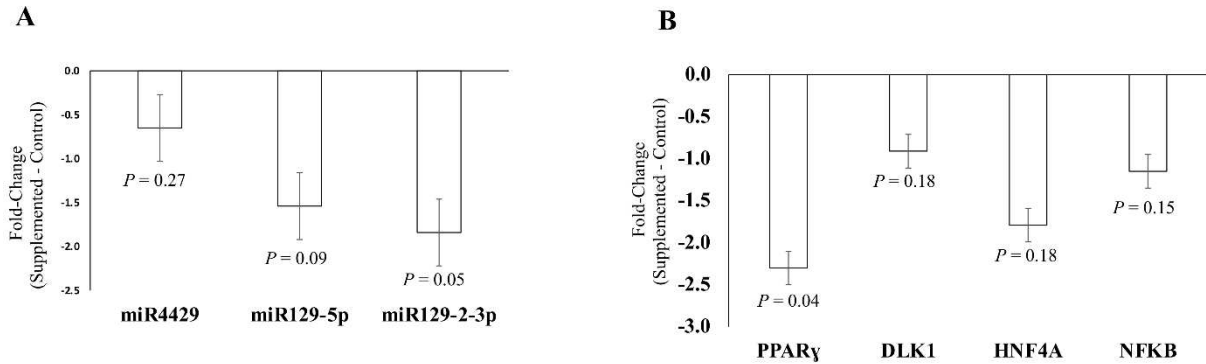 A
Fold-Change
(Supplemented - Control)
0.0
-0.5
-1.0
-1.5
-2.0
-2.5
P = 0.27
P = 0.09
P = 0.05
miR4429 miR129-5p miR129-2-3p
B
Fold-Change
(Supplemented - Control)
0.0
-0.5
-1.0
-1.5
-2.0
-2.5
-3.0
P = 0.04
P = 0.18
P = 0.18
P = 0.15
PPARɣ DLK1 HNF4A NFKB